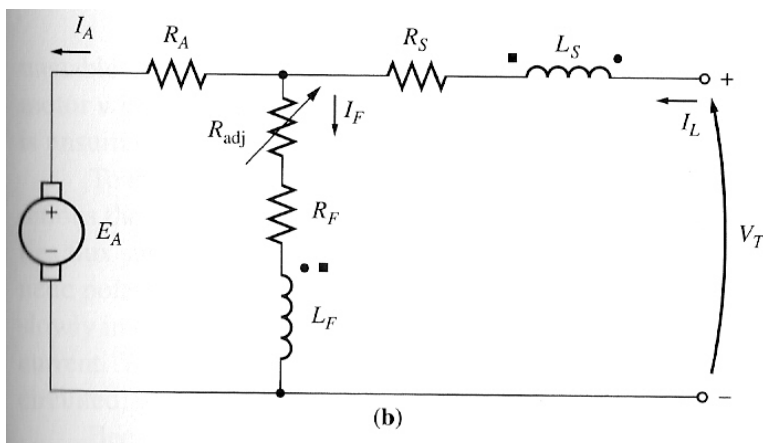 I_A
R_A
R_S
L_S
+
I_L
R_adj
I_F
R_F
+
−
E_A
V_T
L_F
−
(b)